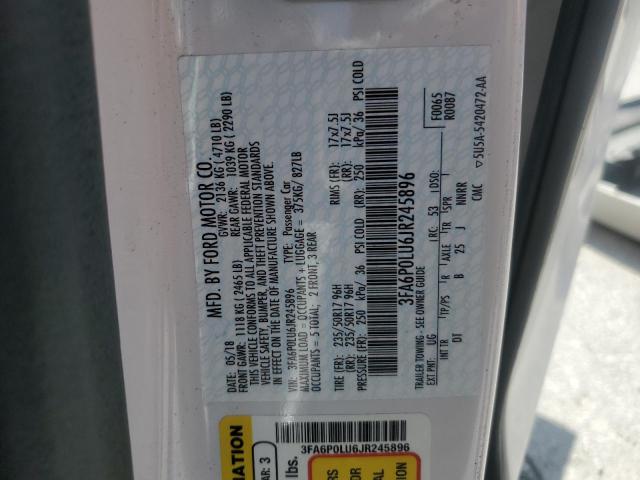 MFD. BY FORD MOTOR CO.
DATE: 05/18 GVWR: 2136 KG ( 4710 LB)
FRONT GAWR: 1118 KG ( 2465 LB) REAR GAWR: 1039 KG ( 2290 LB)
THIS VEHICLE CONFORMS TO ALL APPLICABLE FEDERAL MOTOR
VEHICLE SAFETY, BUMPER, AND THEFT PREVENTION STANDARDS
IN EFFECT ON THE DATE OF MANUFACTURE SHOWN ABOVE.
VIN: 3FA6P0LU6JR245896 TYPE: Passenger Car
MAXIMUM LOAD = OCCUPANTS + LUGGAGE = 375KG/ 827LB
OCCUPANTS = 5 TOTAL: 2 FRONT, 3 REAR
TIRE (FR): 235/50R17 96H RIMS (FR): 17x7.5J
(RR): 235/50R17 96H (RR): 17x7.5J
PRESSURE (FR): 250 kPa/ 36 PSI COLD (RR): 250 kPa/ 36 PSI COLD
3FA6P0LU6JR245896
TRAILER TOWING - SEE OWNER GUIDE F0065
EXT PNT: UG RC: 53 DSO: R0087
INT TR TP/PS R AXLE TR SPR
DT B 25 J NNRR
CMC ▽5U5A-5420472-AA
MATION
AR: 3
lbs.
3FA6P0LU6JR245896